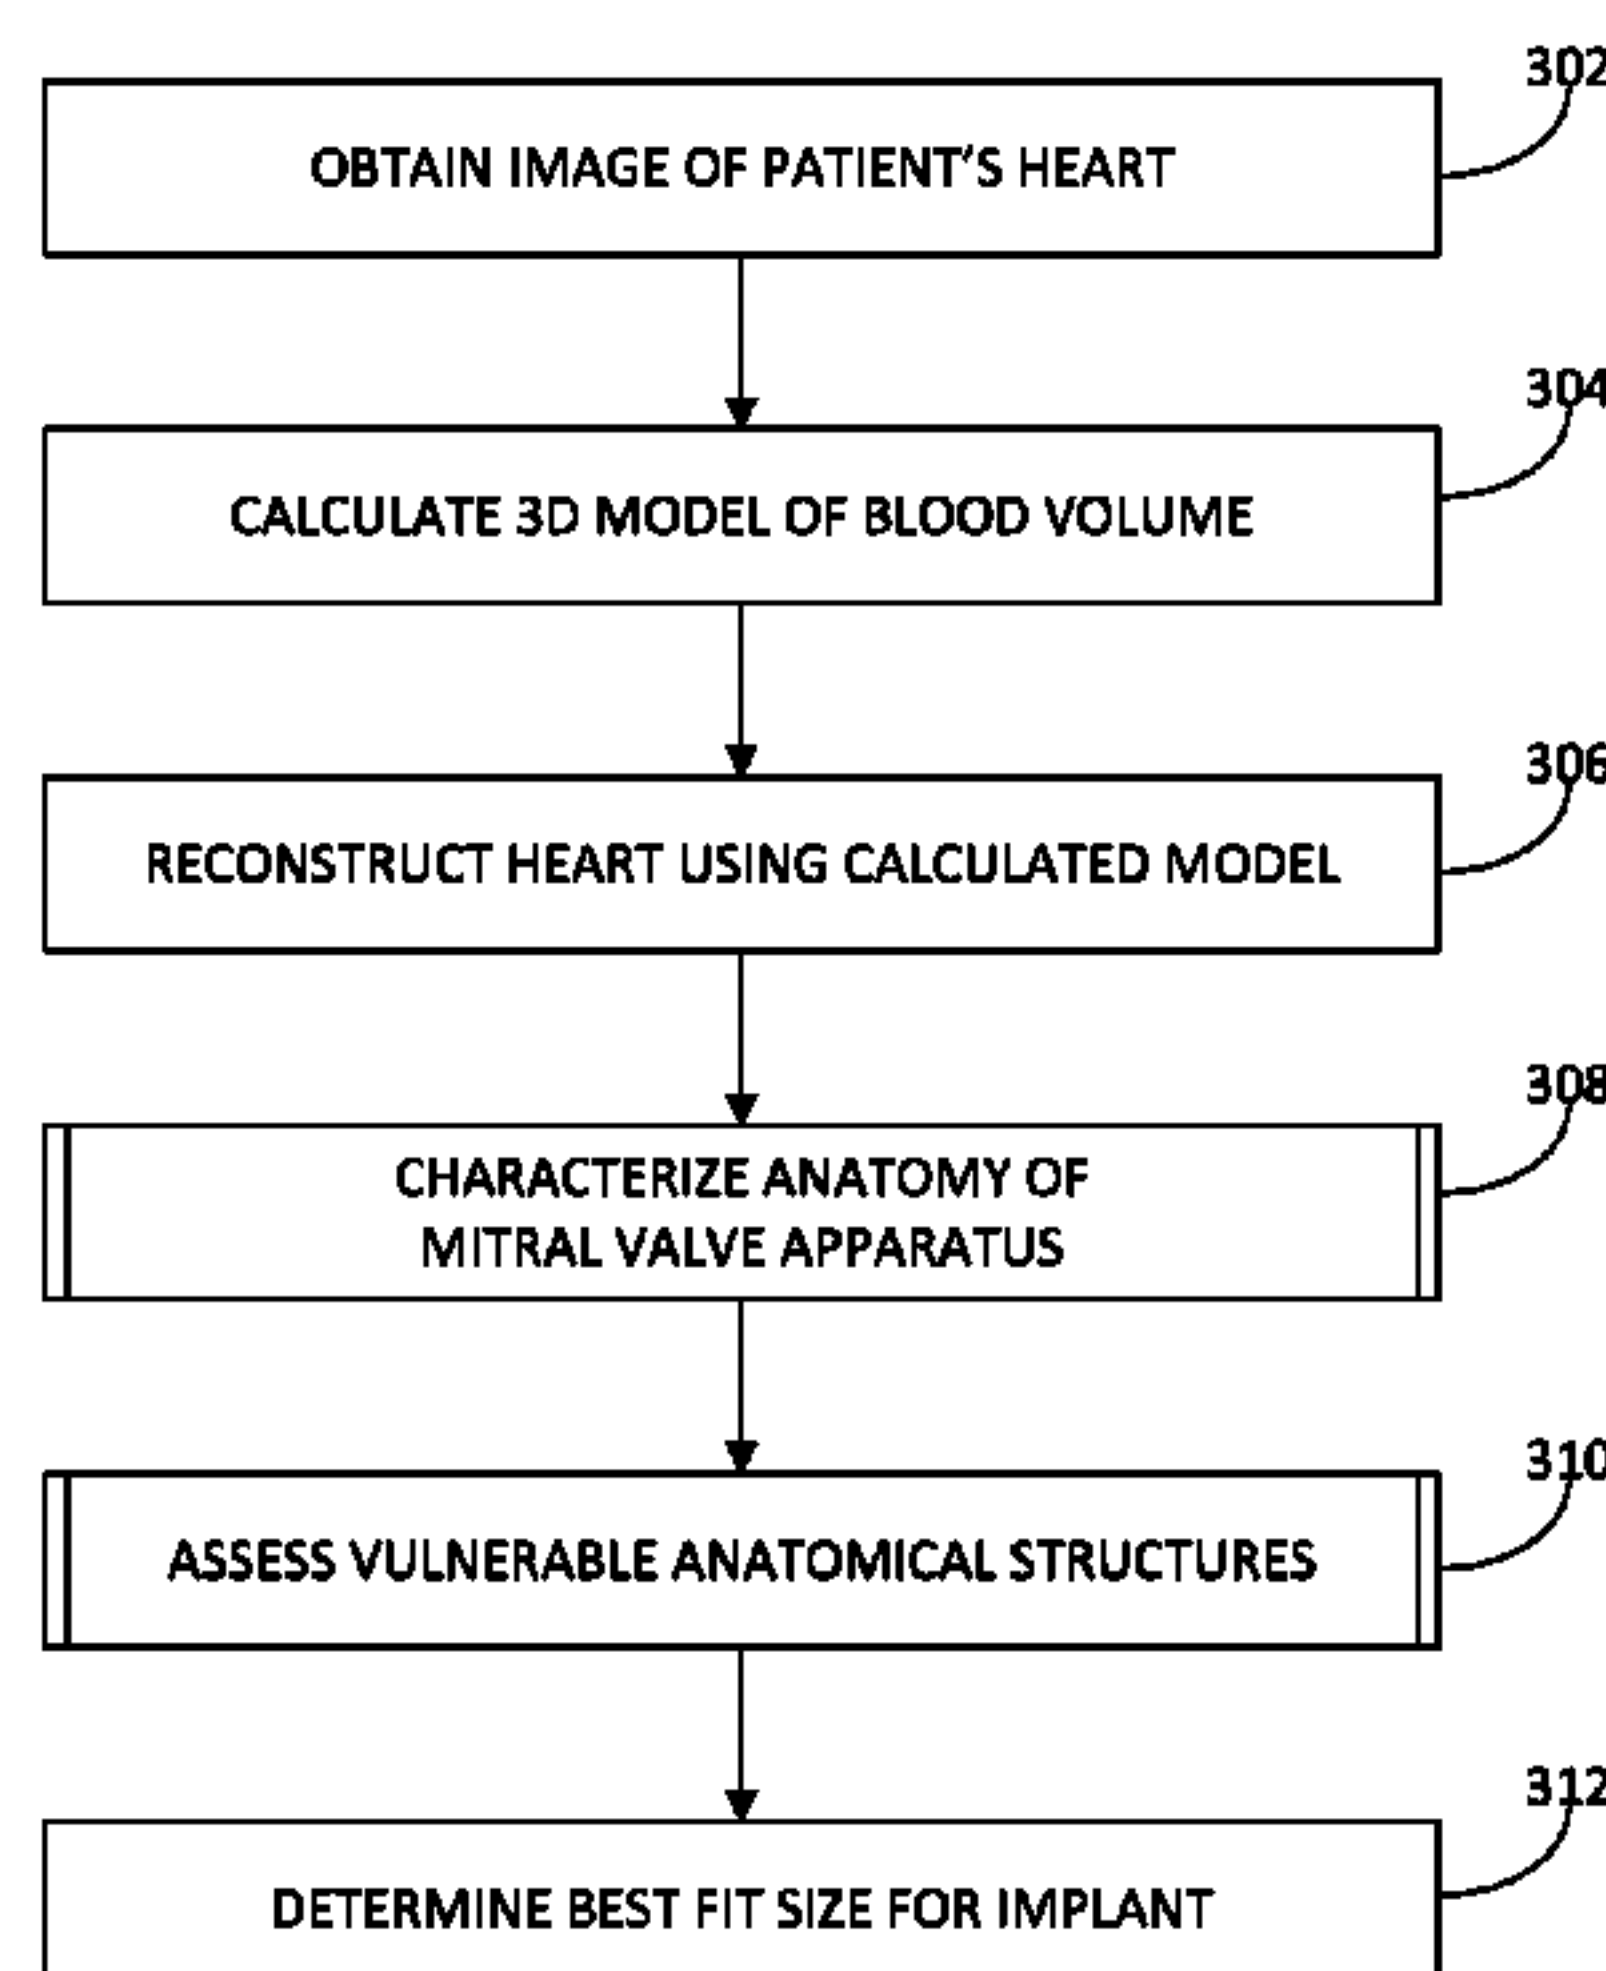 302
OBTAIN IMAGE OF PATIENT'S HEART
304
CALCULATE 3D MODEL OF BLOOD VOLUME
306
RECONSTRUCT HEART USING CALCULATED MODEL
308
CHARACTERIZE ANATOMY OF
MITRAL VALVE APPARATUS
310
ASSESS VULNERABLE ANATOMICAL STRUCTURES
312
DETERMINE BEST FIT SIZE FOR IMPLANT